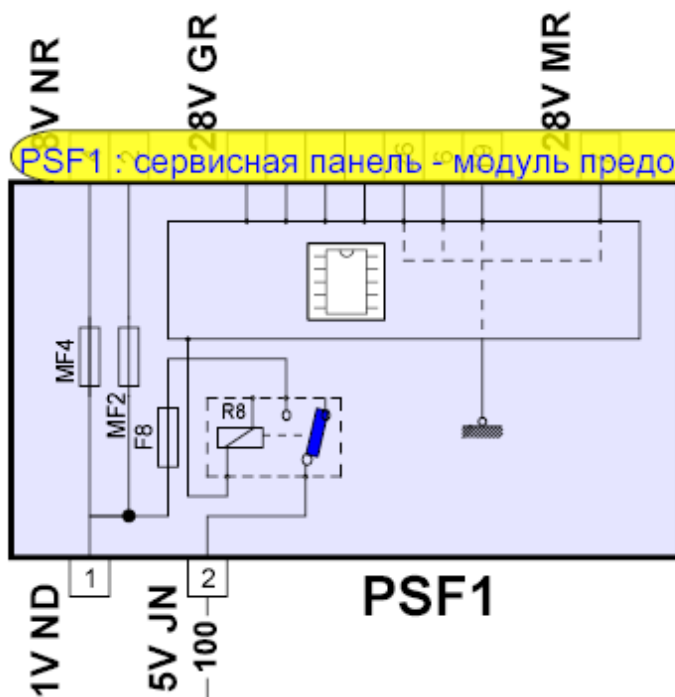 8V NR
28V GR
28V MR
PSF1 : сервисная панель - модуль предо
MF4
MF2
F8
R8
1
2
PSF1
1V ND
5V JN
100